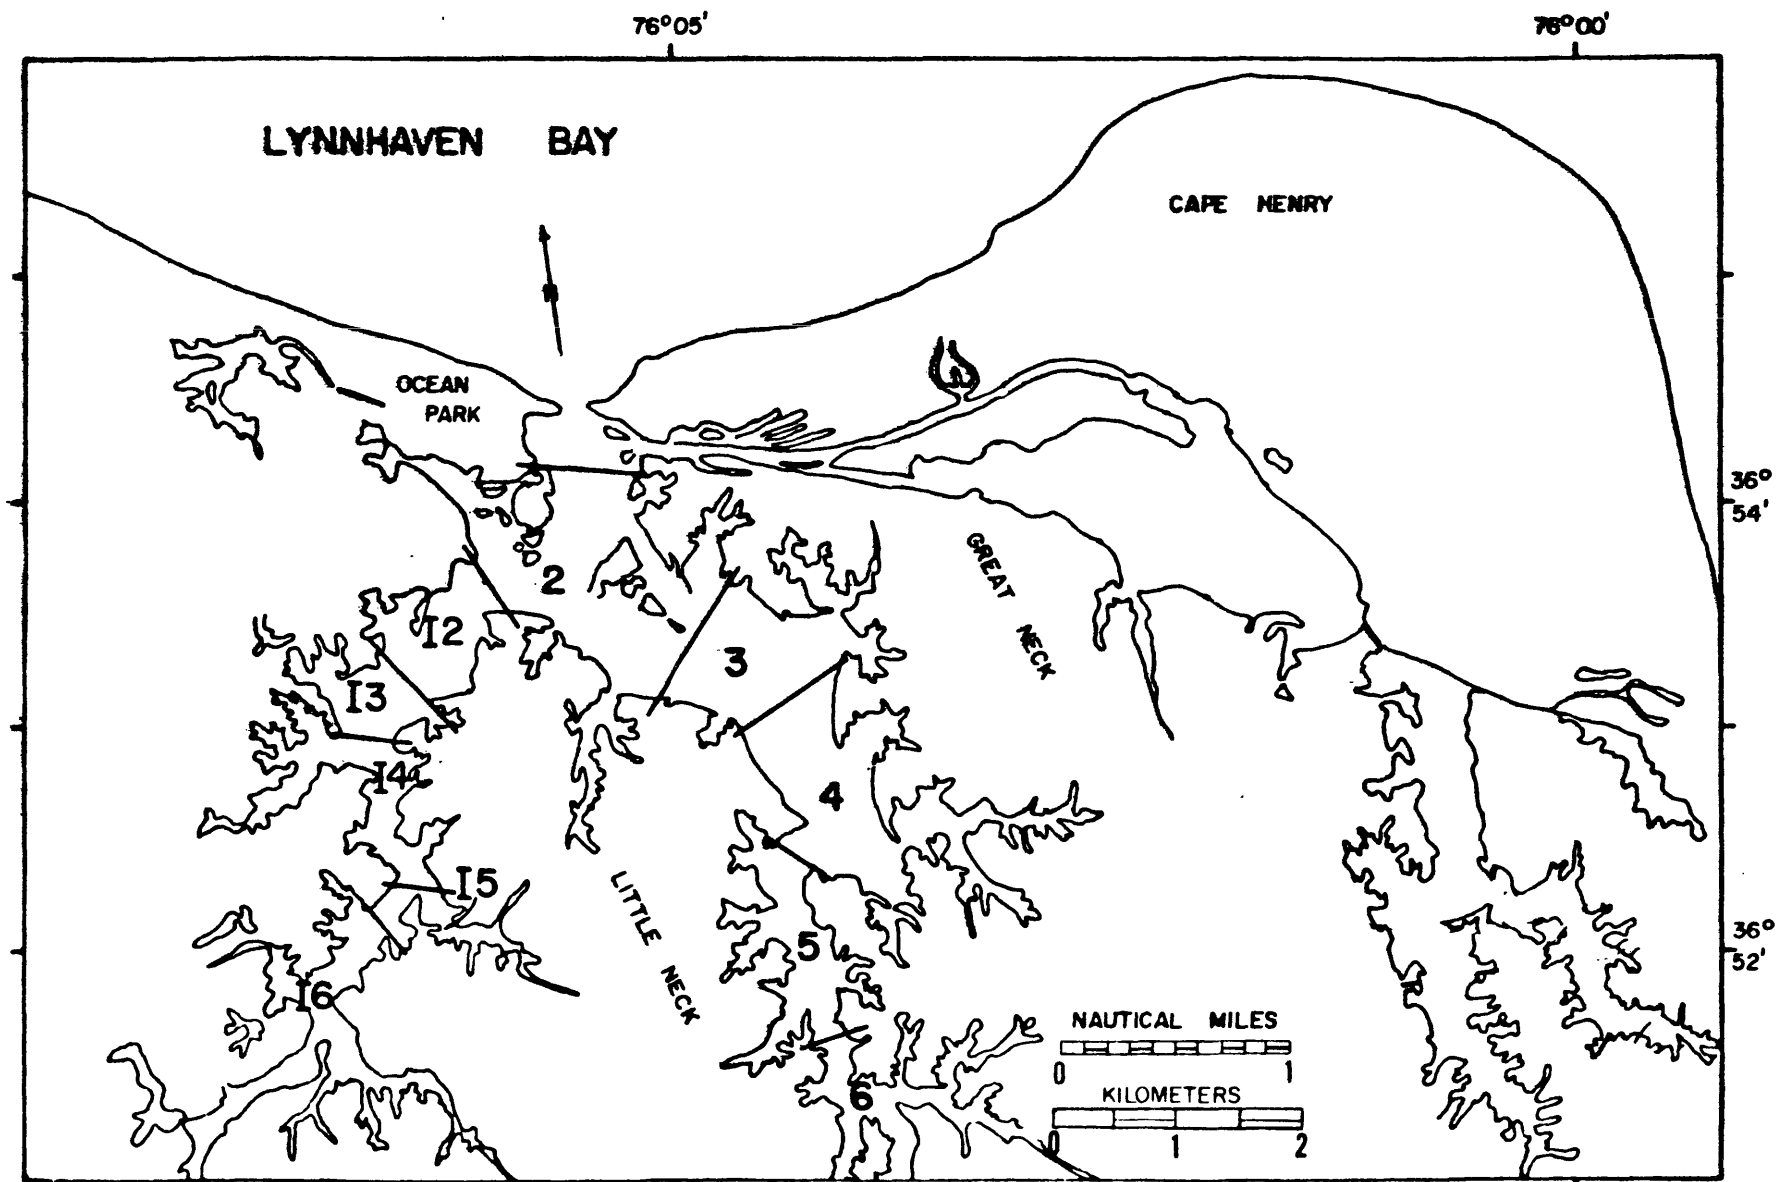 76°05'
76°00'
LYNNHAVEN BAY
CAPE HENRY
N
OCEAN
PARK
36°
54'
GREAT NECK
2
I2
3
I3
I4
4
I5
LITTLE NECK
5
36°
52'
I6
NAUTICAL MILES
0 1
6
KILOMETERS
0 1 2